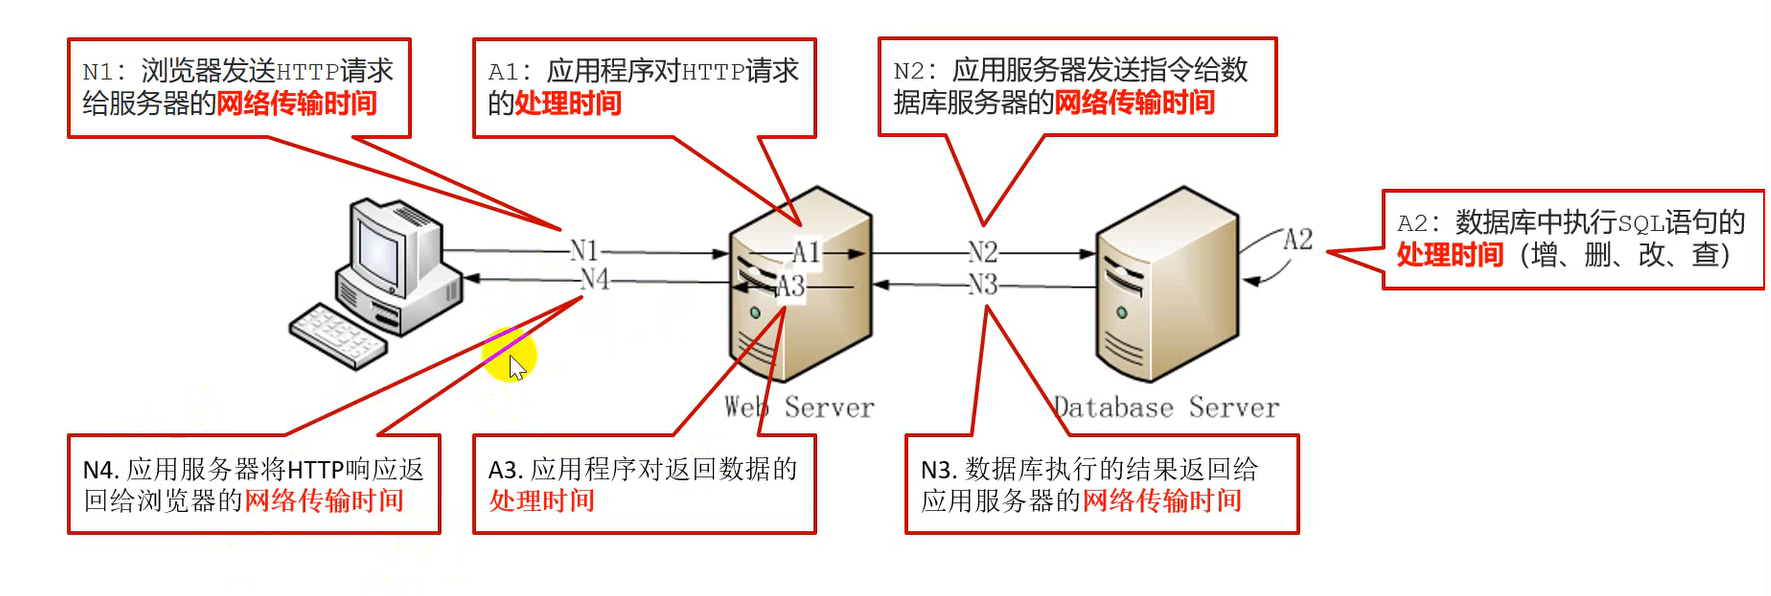 N1：浏览器发送HTTP请求
给服务器的网络传输时间
A1：应用程序对HTTP请求
的处理时间
N2：应用服务器发送指令给数
据库服务器的网络传输时间
A2：数据库中执行SQL语句的
处理时间（增、删、改、查）
N1
A1
N2
A2
N4
A3
N3
Web Server
Database Server
N4. 应用服务器将HTTP响应返
回给浏览器的网络传输时间
A3. 应用程序对返回数据的
处理时间
N3. 数据库执行的结果返回给
应用服务器的网络传输时间